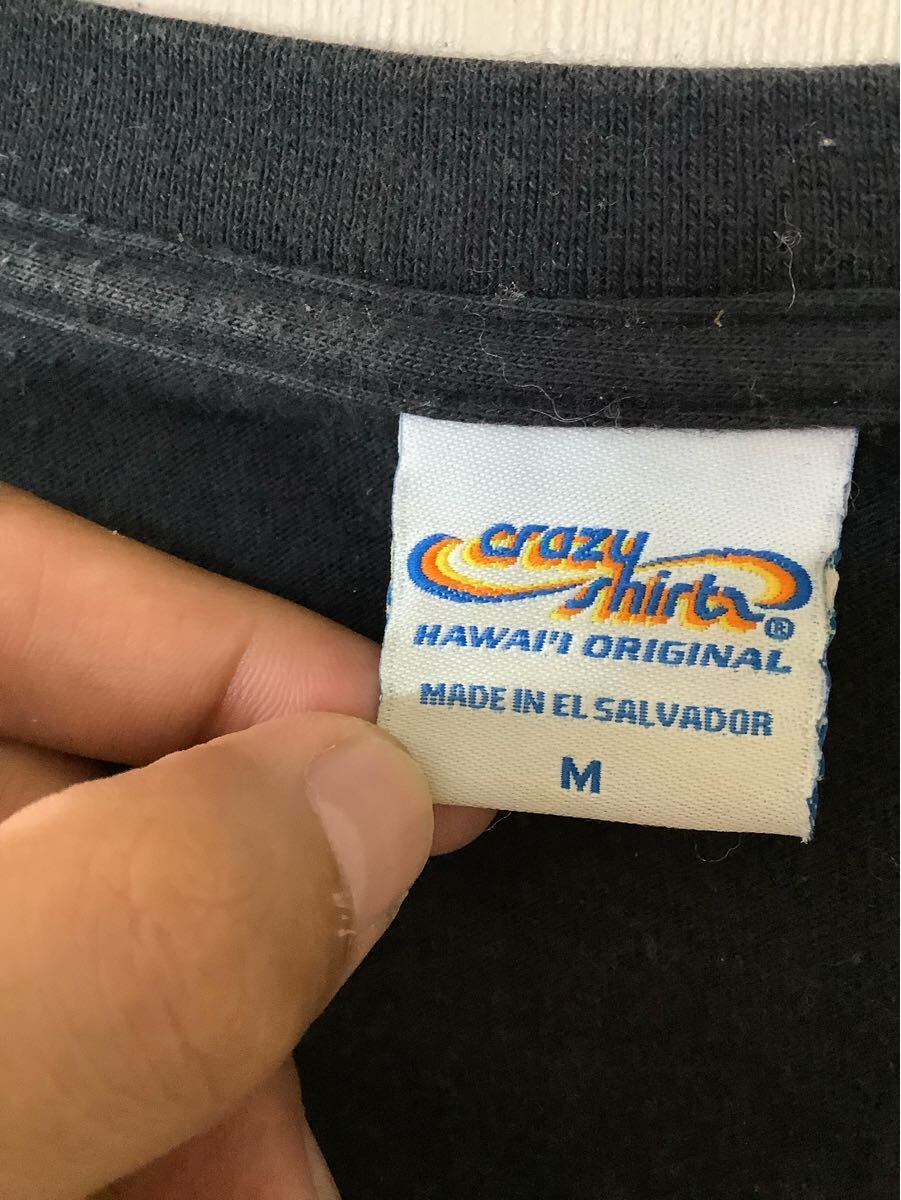 crazy
shirts®
HAWAI'I ORIGINAL
MADE IN EL SALVADOR
M